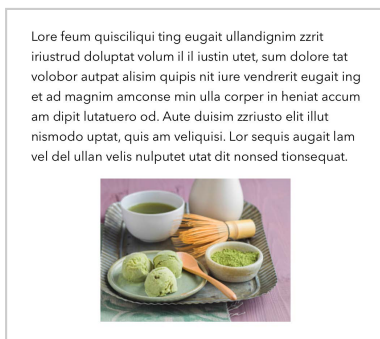 Lore feum quisciliqui ting eugait ullandignim zzrit
iriustrud doluptat volum il il iustin utet, sum dolore tat
volobor autpat alisim quipis nit iure vendrerit eugait ing
et ad magnim amconse min ulla corper in heniat accum
am dipit lutatuero od. Aute duisim zzriusto elit illut
nismodo uptat, quis am veliquisi. Lor sequis augait lam
vel del ullan velis nulputet utat dit nonsed tionsequat.